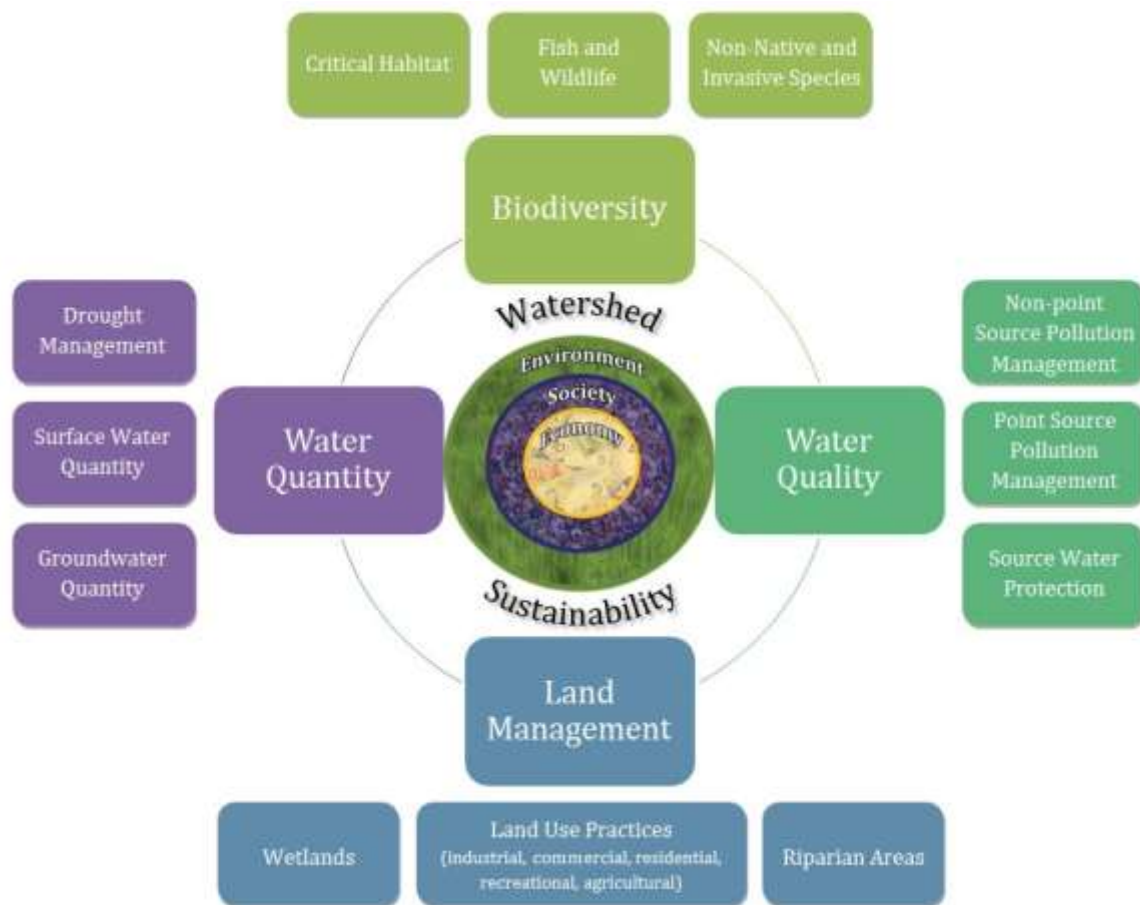 Critical Habitat
Fish and
Wildlife
Non-Native and
Invasive Species
Biodiversity
Drought
Management
Surface Water
Quantity
Groundwater
Quantity
Water
Quantity
Watershed
Environment
Society
Economy
Sustainability
Water
Quality
Non-point
Source Pollution
Management
Point Source
Pollution
Management
Source Water
Protection
Land
Management
Wetlands
Land Use Practices
(industrial, commercial, residential,
recreational, agricultural)
Riparian Areas